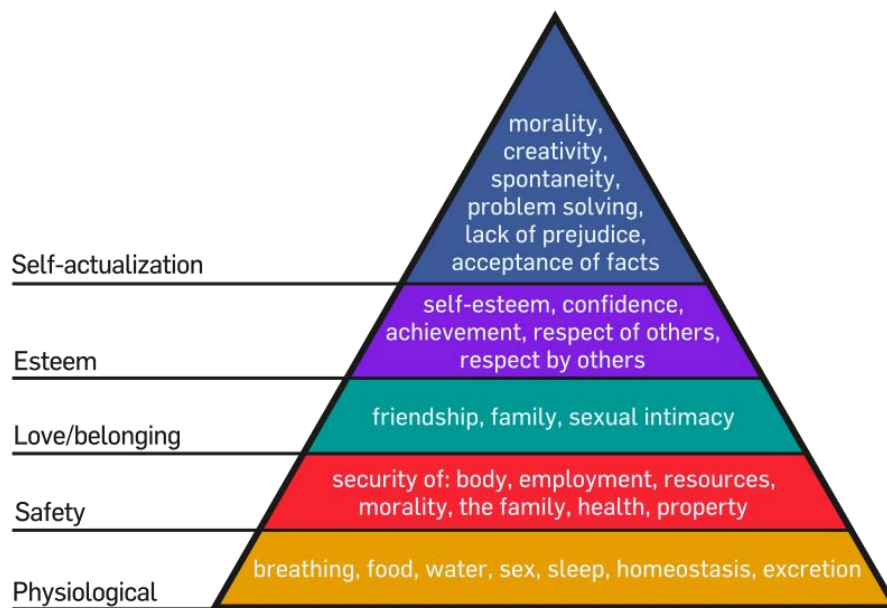 morality,
creativity,
spontaneity,
problem solving,
lack of prejudice,
acceptance of facts
Self-actualization
self-esteem, confidence,
achievement, respect of others,
respect by others
Esteem
friendship, family, sexual intimacy
Love/belonging
security of: body, employment, resources,
morality, the family, health, property
Safety
breathing, food, water, sex, sleep, homeostasis, excretion
Physiological